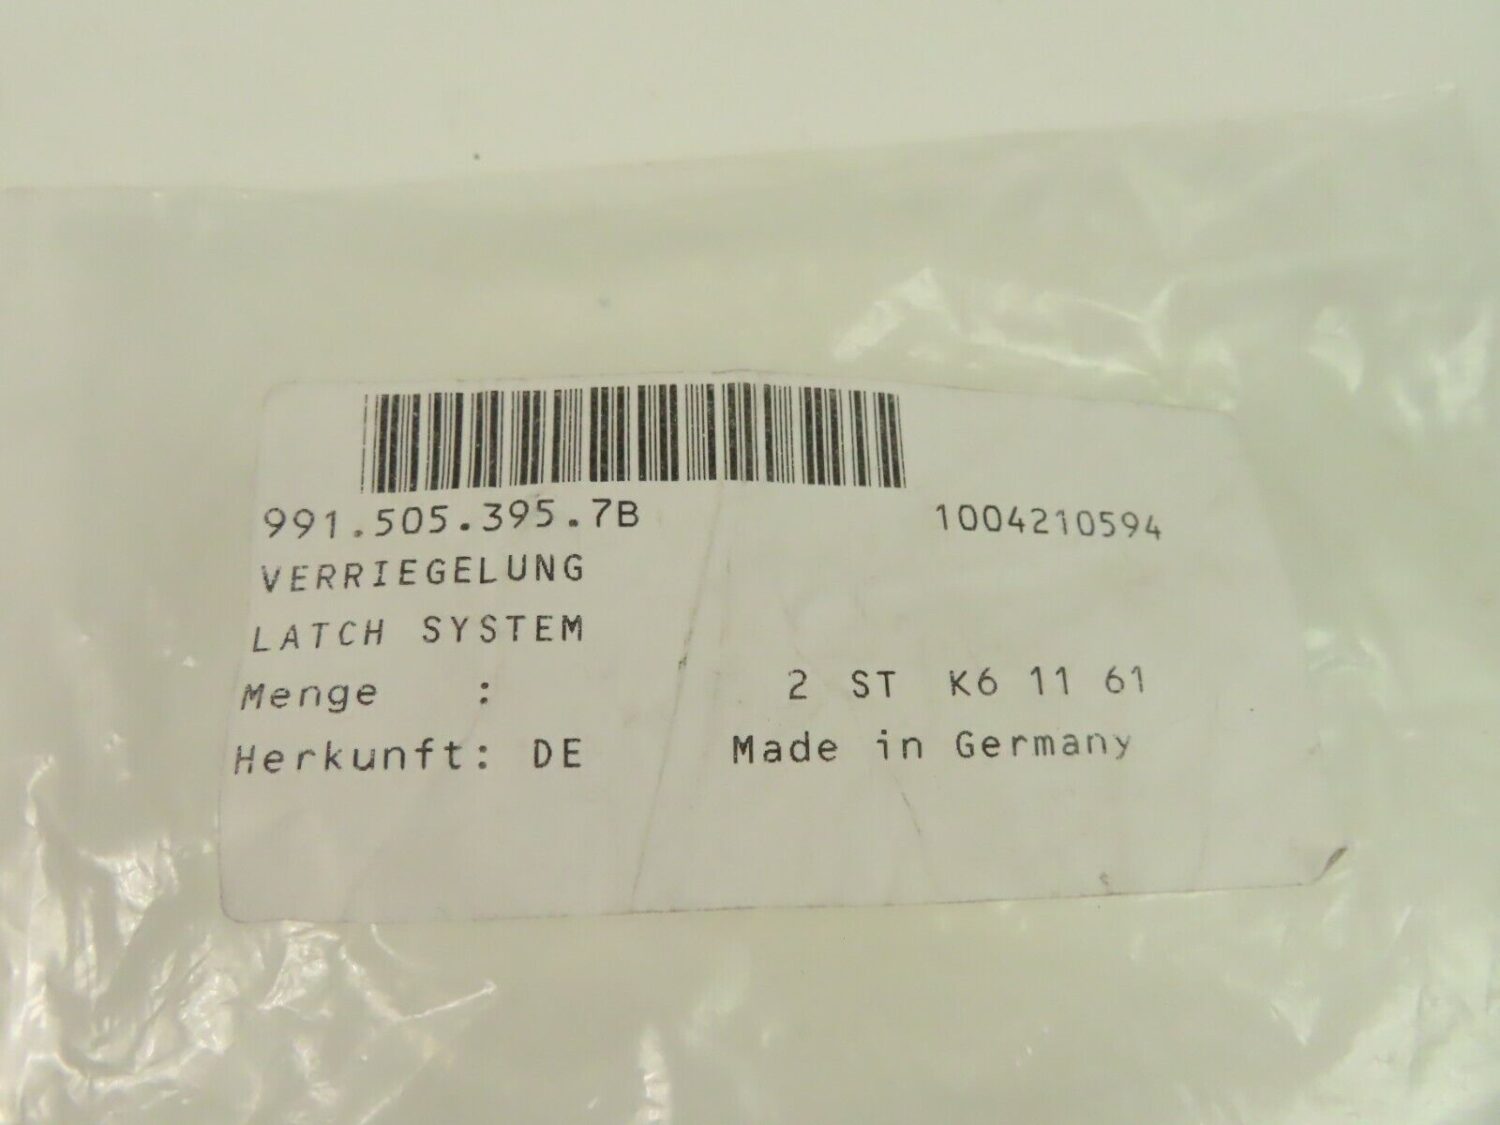 991.505.395.7B 1004210594
VERRIEGELUNG
LATCH SYSTEM
Menge : 2 ST K6 11 61
Herkunft: DE Made in Germany